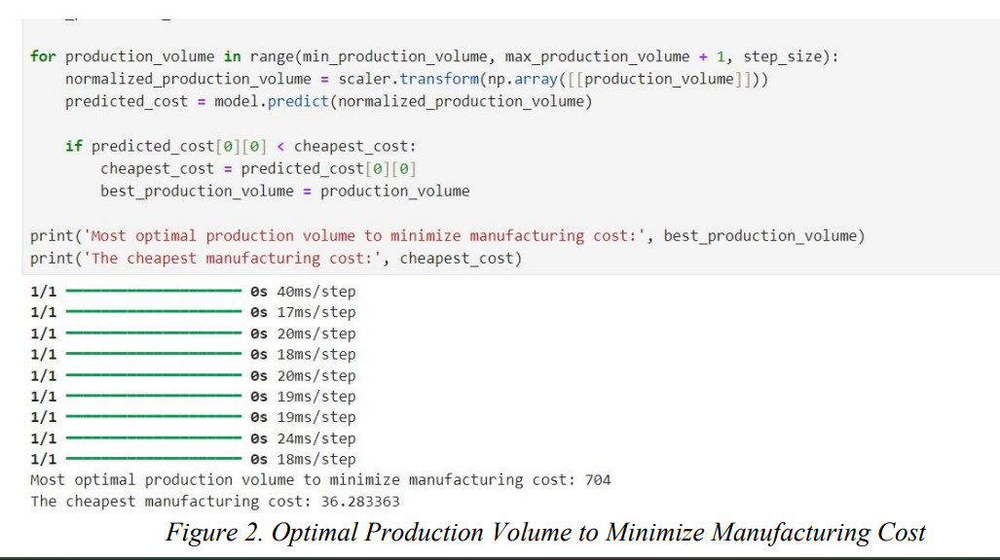 for production_volume in range(min_production_volume, max_production_volume + 1, step_size):
    normalized_production_volume = scaler.transform(np.array([[production_volume]]))
    predicted_cost = model.predict(normalized_production_volume)

    if predicted_cost[0][0] < cheapest_cost:
        cheapest_cost = predicted_cost[0][0]
        best_production_volume = production_volume

print('Most optimal production volume to minimize manufacturing cost:', best_production_volume)
print('The cheapest manufacturing cost:', cheapest_cost)
1/1 0s 40ms/step
1/1 0s 17ms/step
1/1 0s 20ms/step
1/1 0s 18ms/step
1/1 0s 20ms/step
1/1 0s 19ms/step
1/1 0s 19ms/step
1/1 0s 24ms/step
1/1 0s 18ms/step
Most optimal production volume to minimize manufacturing cost: 704
The cheapest manufacturing cost: 36.283363
Figure 2. Optimal Production Volume to Minimize Manufacturing Cost